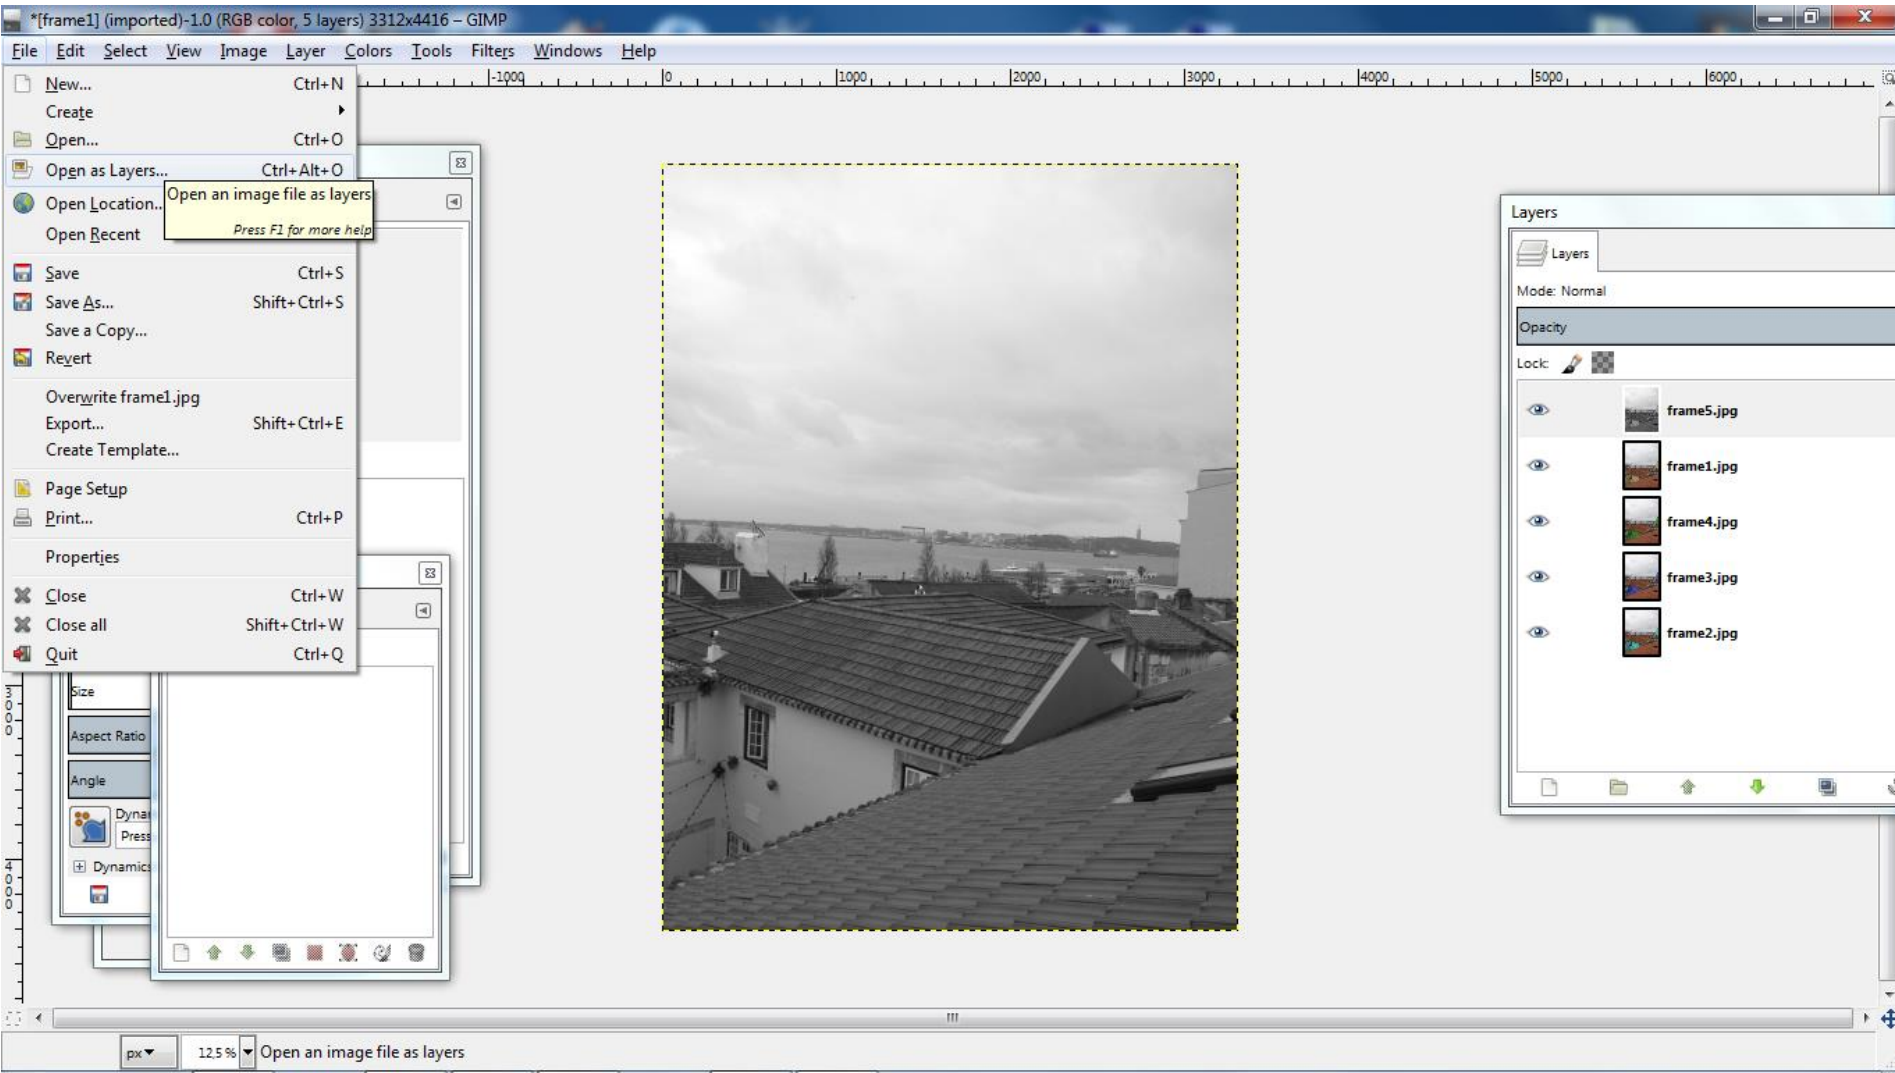 *[frame1] (imported)-1.0 (RGB color, 5 layers) 3312x4416 – GIMP
File Edit Select View Image Layer Colors Tools Filters Windows Help
-1000 0 1000 2000 3000 4000 5000 6000
New... Ctrl+N
Create
Open... Ctrl+O
Open as Layers... Ctrl+Alt+O
Open an image file as layers
Press F1 for more help
Open Location...
Open Recent
Save Ctrl+S
Save As... Shift+Ctrl+S
Save a Copy...
Revert
Overwrite frame1.jpg
Export... Shift+Ctrl+E
Create Template...
Page Setup
Print... Ctrl+P
Properties
Close Ctrl+W
Close all Shift+Ctrl+W
Quit Ctrl+Q
3000
4000
Size
Aspect Ratio
Angle
Dynam
Press
Dynamics
Layers
Layers
Mode: Normal
Opacity
Lock:
frame5.jpg
frame1.jpg
frame4.jpg
frame3.jpg
frame2.jpg
px 12,5 % Open an image file as layers